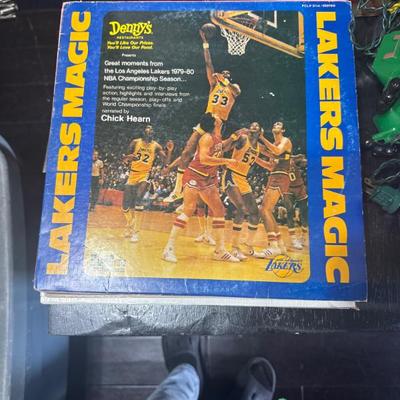 LAKERS MAGIC
Denny's
RESTAURANTS
You'll Like Our Prices.
You'll Love Our Food.
Presents
Great moments from
the Los Angeles Lakers 1979-80
NBA Championship Season...
Featuring exciting play-by-play
action, highlights and interviews from
the regular season, play-offs and
World Championship finals
narrated by
Chick Hearn
33
32
52
LAKERS
LAKERS MAGIC